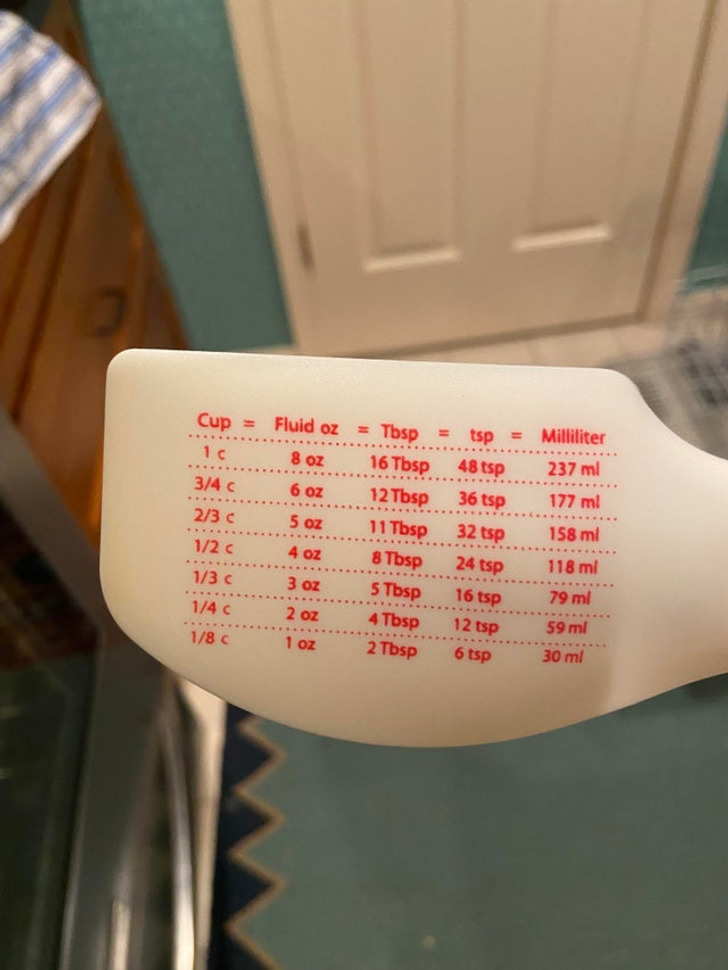 Cup = Fluid oz = Tbsp = tsp = Milliliter
1 c 8 oz 16 Tbsp 48 tsp 237 ml
3/4 c 6 oz 12 Tbsp 36 tsp 177 ml
2/3 c 5 oz 11 Tbsp 32 tsp 158 ml
1/2 c 4 oz 8 Tbsp 24 tsp 118 ml
1/3 c 3 oz 5 Tbsp 16 tsp 79 ml
1/4 c 2 oz 4 Tbsp 12 tsp 59 ml
1/8 c 1 oz 2 Tbsp 6 tsp 30 ml